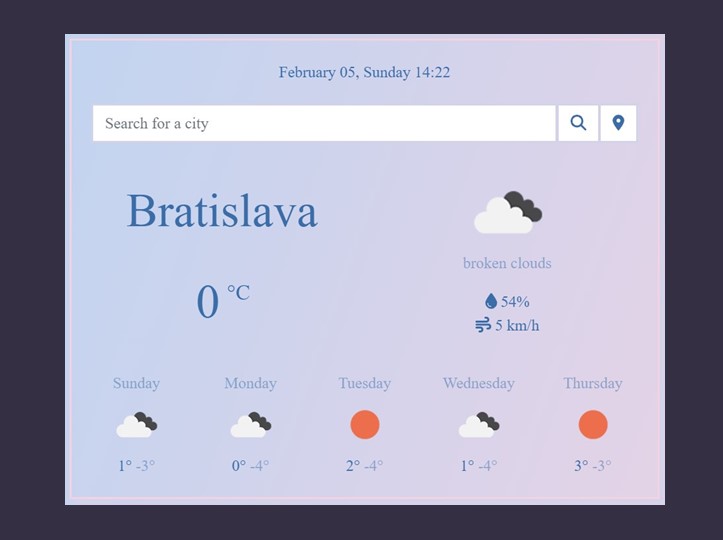 February 05, Sunday 14:22
Search for a city
Bratislava
0 °C
broken clouds
54%
5 km/h
Sunday Monday Tuesday Wednesday Thursday
1° -3° 0° -4° 2° -4° 1° -4° 3° -3°